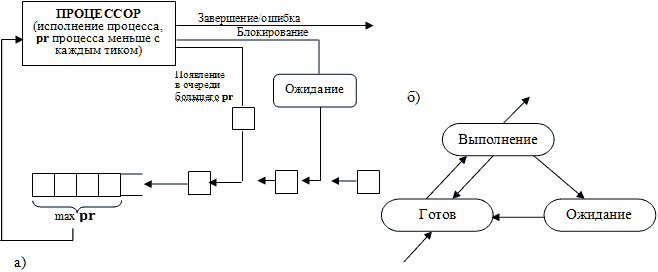 ПРОЦЕССОР
(исполнение процесса,
pr процесса меньше с
каждым тиком)
Завершение/ошибка
Блокирование
Появление
в очереди
большего pr
Ожидание
max pr
а)
б)
Выполнение
Готов
Ожидание